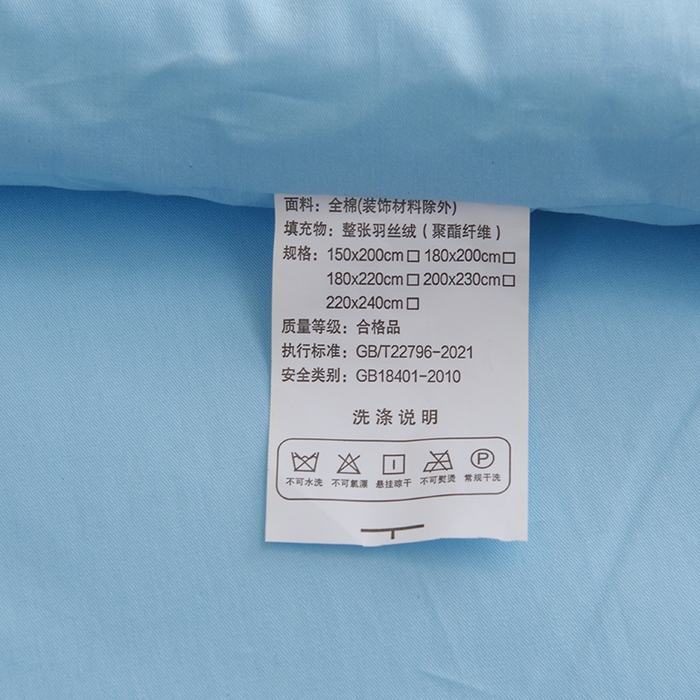 面料：全棉(装饰材料除外)
填充物：整张羽丝绒（聚酯纤维）
规格：150x200cm□ 180x200cm□
180x220cm□ 200x230cm□
220x240cm□
质量等级：合格品
执行标准：GB/T22796-2021
安全类别：GB18401-2010
洗涤说明
P
不可水洗 不可氯漂 悬挂晾干 不可熨烫 常规干洗